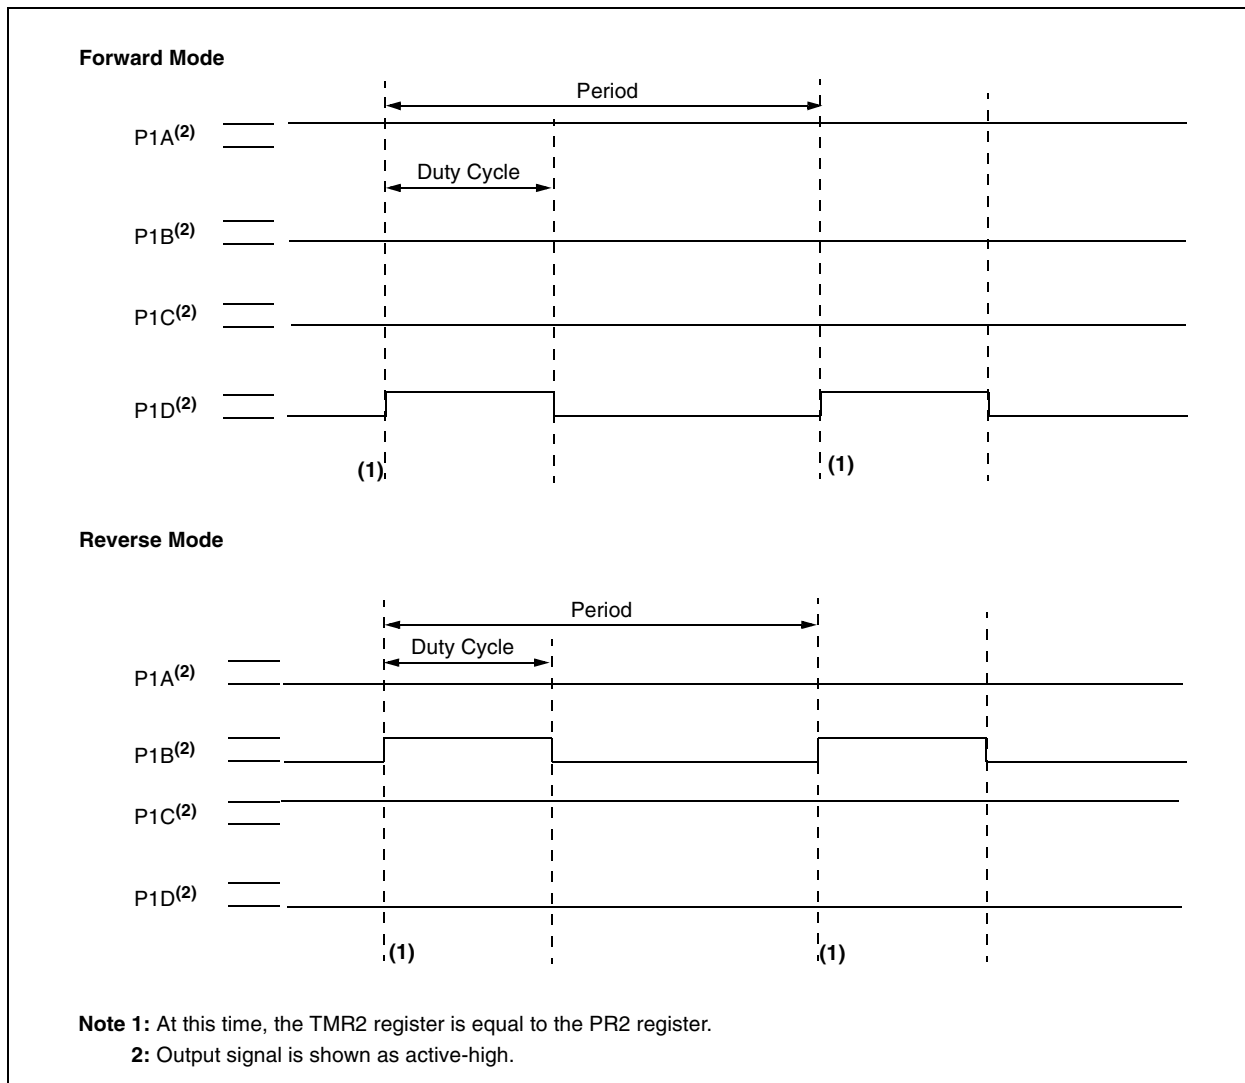 Forward Mode
Period
P1A(2)
Duty Cycle
P1B(2)
P1C(2)
P1D(2)
(1)
(1)
Reverse Mode
Period
Duty Cycle
P1A(2)
P1B(2)
P1C(2)
P1D(2)
(1)
(1)
Note 1: At this time, the TMR2 register is equal to the PR2 register.
2: Output signal is shown as active-high.